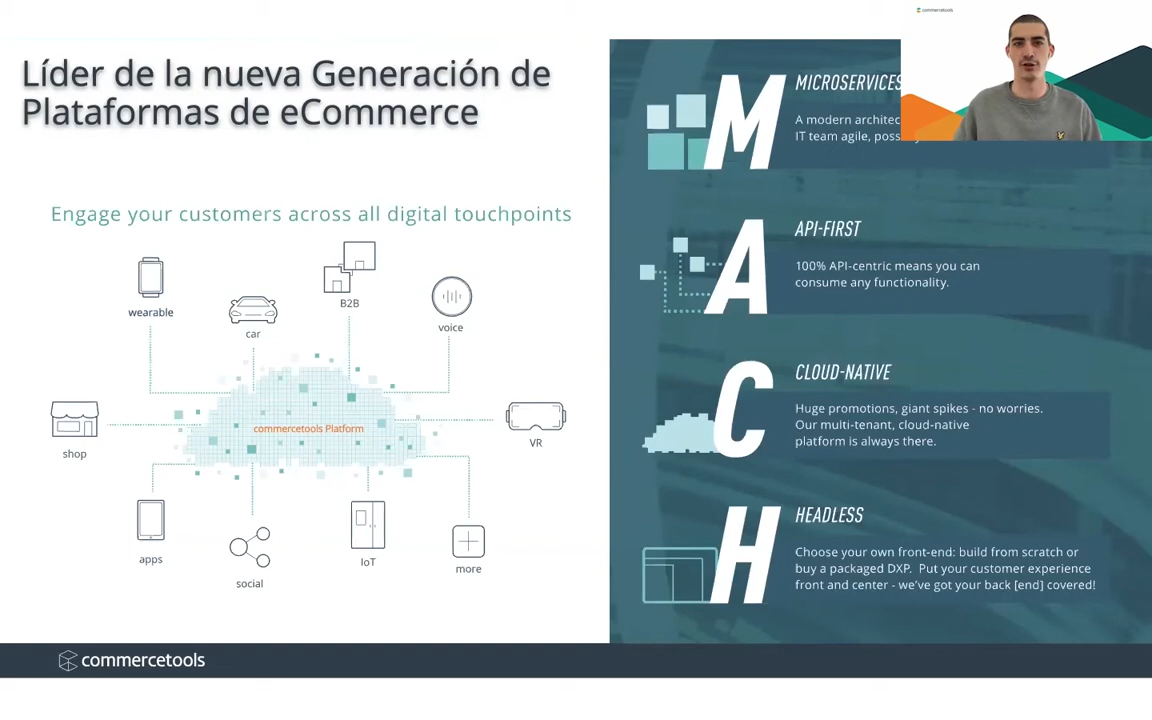 Líder de la nueva Generación de
Plataformas de eCommerce
Engage your customers across all digital touchpoints
wearable
car
B2B
voice
commercetools Platform
shop
VR
apps
social
IoT
more
commercetools
commercetools
M
MICROSERVICES
A modern architec
IT team agile,
A
API-FIRST
100% API-centric means you can
consume any functionality.
C
CLOUD-NATIVE
Huge promotions, giant spikes - no worries.
Our multi-tenant, cloud-native
platform is always there.
H
HEADLESS
Choose your own front-end: build from scratch or
buy a packaged DXP. Put your customer experience
front and center - we've got your back [end] covered!